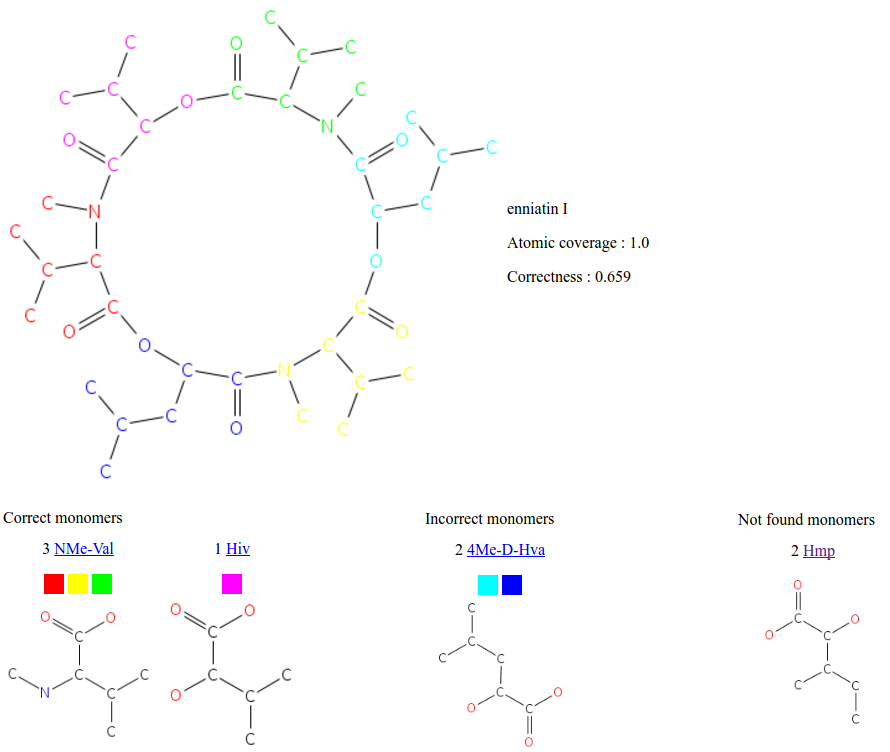 C
C O C
C
C C O C C C
C N C
O O C
C C C
C N C C enniatin I
C
Atomic coverage : 1.0
C C O
Correctness : 0.659
C C C
O O
O C
C C N C C
C
C C C
O C
C
Correct monomers
3 NMe-Val
1 Hiv
O O
C
C C C
N C
C
O O
C
C C
O C
C
Incorrect monomers
2 4Me-D-Hva
C
C
C C
C O
O C
O
Not found monomers
2 Hmp
O
C O
O C
C
C C
C